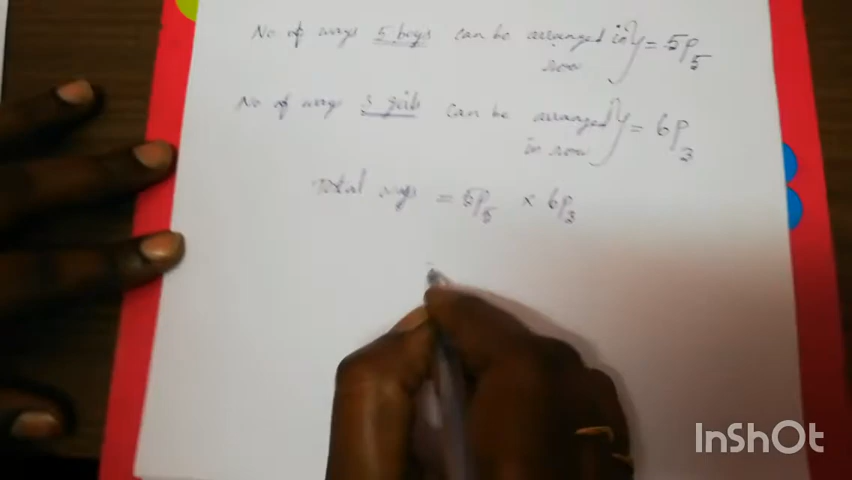 No of ways 5 boys can be arranged in } = 5P5
row
No of ways 3 girls can be arranged } = 6P3
in row
Total ways = 5P5 × 6P3
InShOt